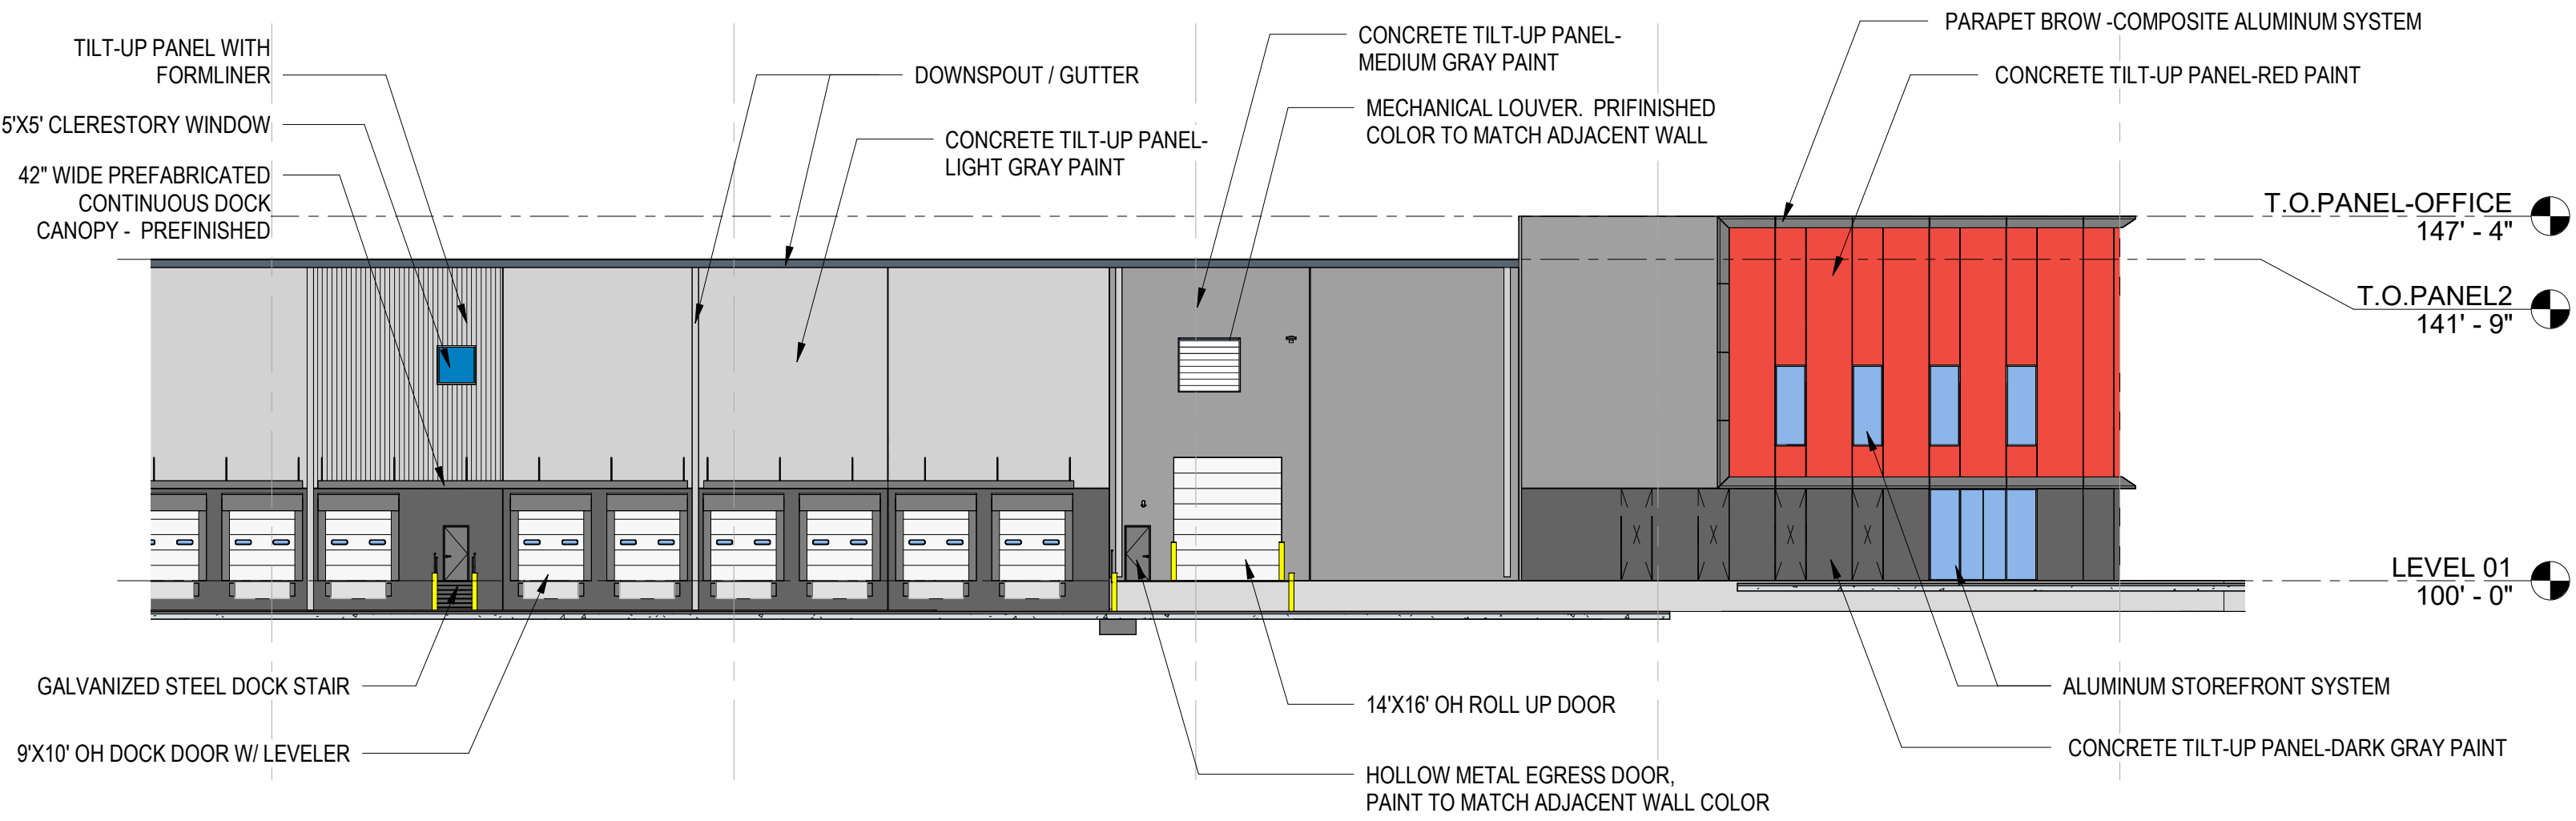 TILT-UP PANEL WITH
FORMLINER
5'X5' CLERESTORY WINDOW
42" WIDE PREFABRICATED
CONTINUOUS DOCK
CANOPY - PREFINISHED
DOWNSPOUT / GUTTER
CONCRETE TILT-UP PANEL-
LIGHT GRAY PAINT
CONCRETE TILT-UP PANEL-
MEDIUM GRAY PAINT
MECHANICAL LOUVER. PRIFINISHED
COLOR TO MATCH ADJACENT WALL
PARAPET BROW -COMPOSITE ALUMINUM SYSTEM
CONCRETE TILT-UP PANEL-RED PAINT
T.O.PANEL-OFFICE
147' - 4"
T.O.PANEL2
141' - 9"
LEVEL 01
100' - 0"
GALVANIZED STEEL DOCK STAIR
9'X10' OH DOCK DOOR W/ LEVELER
14'X16' OH ROLL UP DOOR
HOLLOW METAL EGRESS DOOR,
PAINT TO MATCH ADJACENT WALL COLOR
ALUMINUM STOREFRONT SYSTEM
CONCRETE TILT-UP PANEL-DARK GRAY PAINT